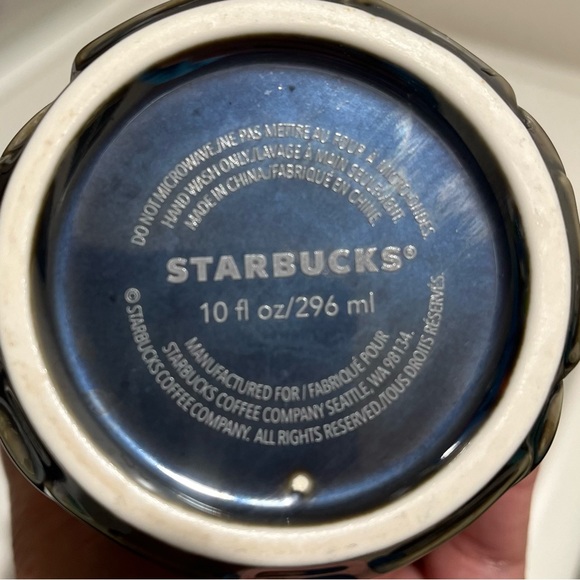 DO NOT MICROWAVE./NE PAS METTRE AU FOUR À MICRO-ONDES.
HAND WASH ONLY./LAVAGE À MAIN SEULEMENT.
MADE IN CHINA./FABRIQUÉ EN CHINE.
STARBUCKS®
10 fl oz/296 ml
MANUFACTURED FOR / FABRIQUÉ POUR
STARBUCKS COFFEE COMPANY SEATTLE, WA 98134.
© STARBUCKS COFFEE COMPANY. ALL RIGHTS RESERVED./TOUS DROITS RÉSERVÉS.